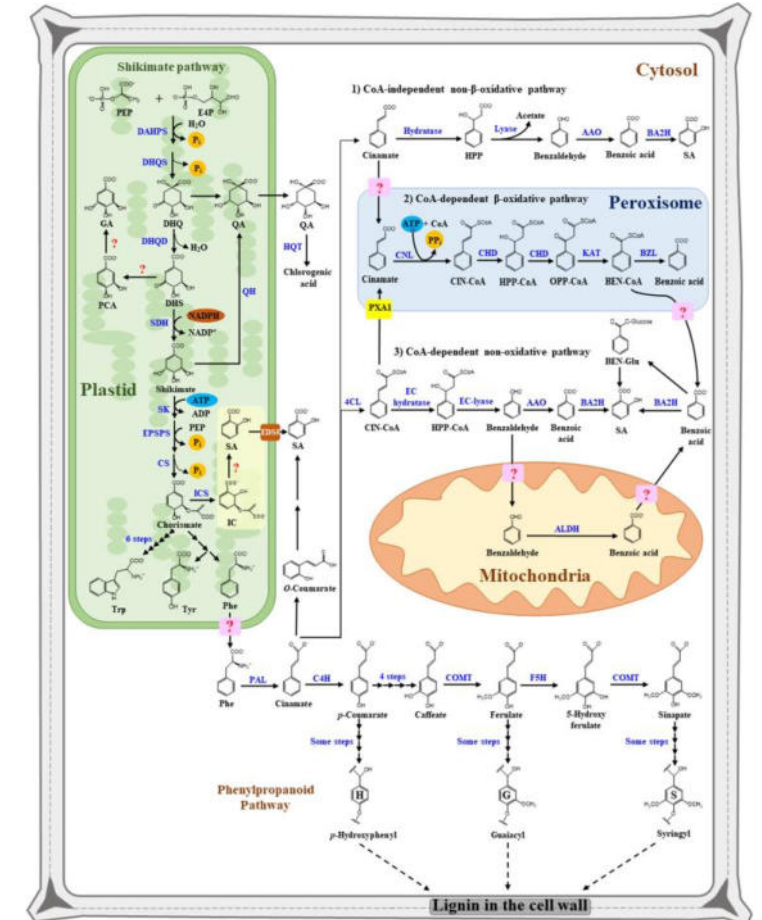 Shikimate pathway
PEP
+
E4P
DAHPS
H₂O
Pᵢ
DHQS
Pᵢ
GA
DHQ
QA
QA
?
DHQD
H₂O
HQT
Chlorogenic
acid
PCA
?
DHS
QH
SDH
NADPH
NADP⁺
Plastid
Shikimate
SK
ATP
ADP
EPSPS
PEP
Pᵢ
CS
Pᵢ
SA
SA
?
ICS
Chorismate
IC
6 steps
Trp
Tyr
Phe
?
O-Coumarate
Cytosol
1) CoA-independent non-β-oxidative pathway
Cinamate
Hydratase
HPP
Lyase
Acetate
Benzaldehyde
AAO
Benzoic acid
BA2H
SA
?
2) CoA-dependent β-oxidative pathway
Peroxisome
Cinamate
CNL
ATP + CoA
PPᵢ
CIN-CoA
CHD
HPP-CoA
CHD
OPP-CoA
KAT
BEN-CoA
BZL
Benzoic acid
PXA1
?
BEN-Glu
3) CoA-dependent non-oxidative pathway
4CL
CIN-CoA
EC
hydratase
HPP-CoA
EC-lyase
Benzaldehyde
AAO
Benzoic
acid
BA2H
SA
BA2H
Benzoic
acid
?
?
Benzaldehyde
ALDH
Benzoic acid
Mitochondria
Phe
PAL
Cinamate
C4H
p-Coumarate
4 steps
Caffeate
COMT
Ferulate
F5H
5-Hydroxy
ferulate
COMT
Sinapate
Some steps
Some steps
Some steps
Phenylpropanoid
Pathway
H
G
S
p-Hydroxyphenyl
Guaiacyl
Syringyl
Lignin in the cell wall